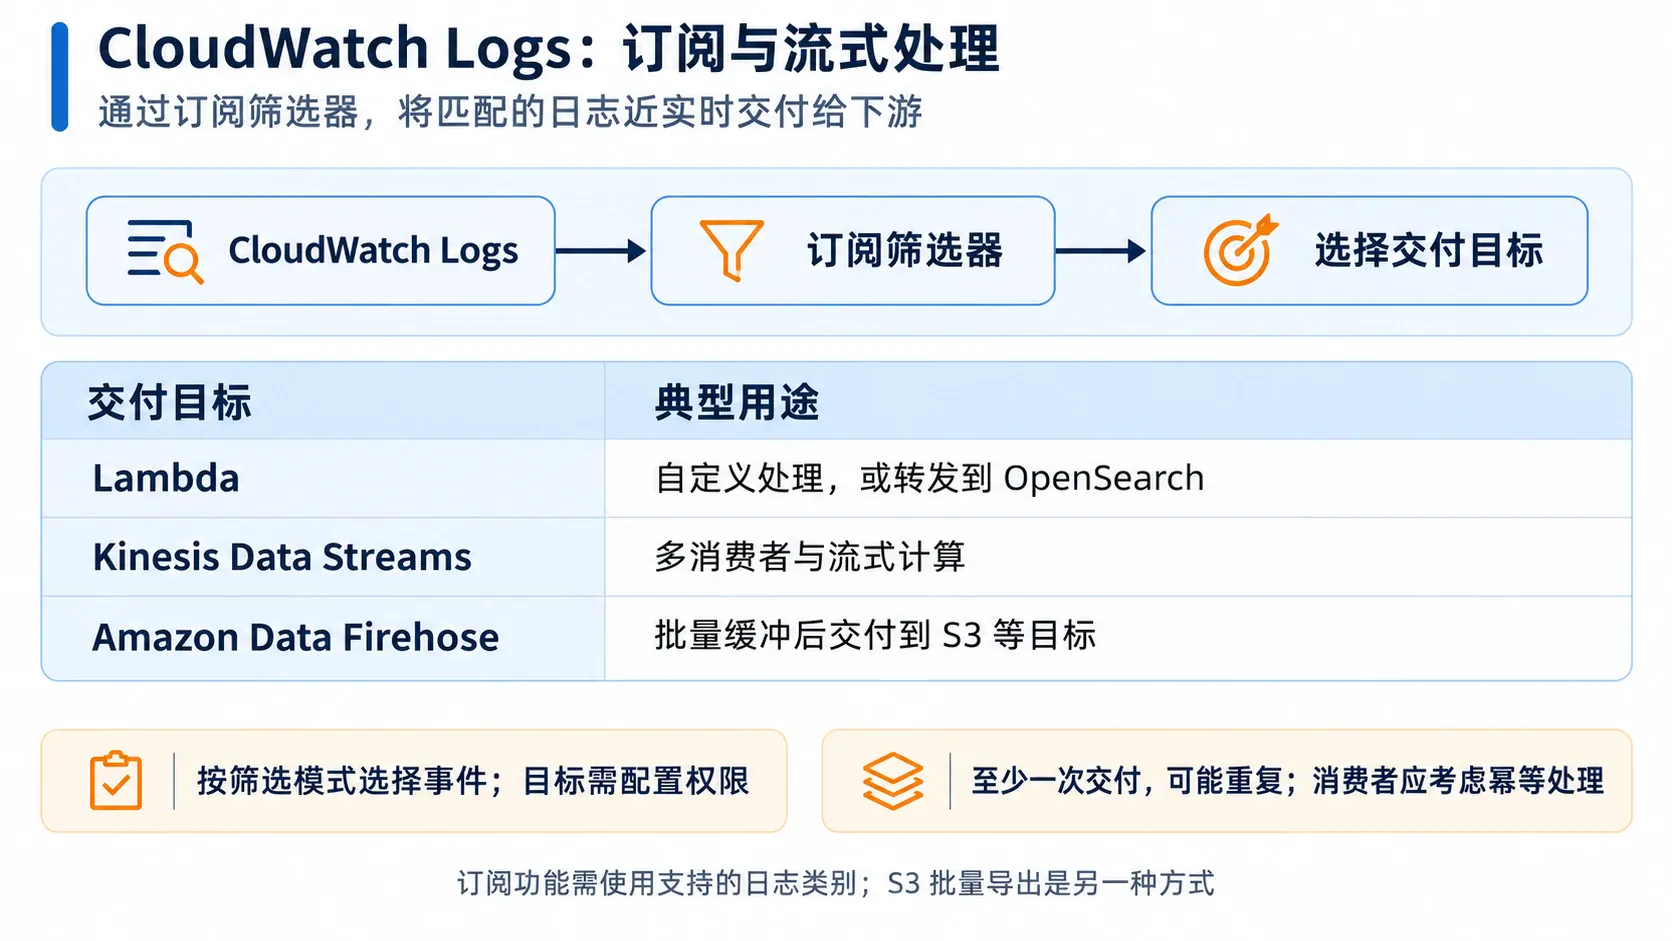 CloudWatch Logs：订阅与流式处理
通过订阅筛选器，将匹配的日志近实时交付给下游
CloudWatch Logs
订阅筛选器
选择交付目标
交付目标
典型用途
Lambda
自定义处理，或转发到 OpenSearch
Kinesis Data Streams
多消费者与流式计算
Amazon Data Firehose
批量缓冲后交付到 S3 等目标
按筛选模式选择事件；目标需配置权限
至少一次交付，可能重复；消费者应考虑幂等处理
订阅功能需使用支持的日志类别；S3 批量导出是另一种方式